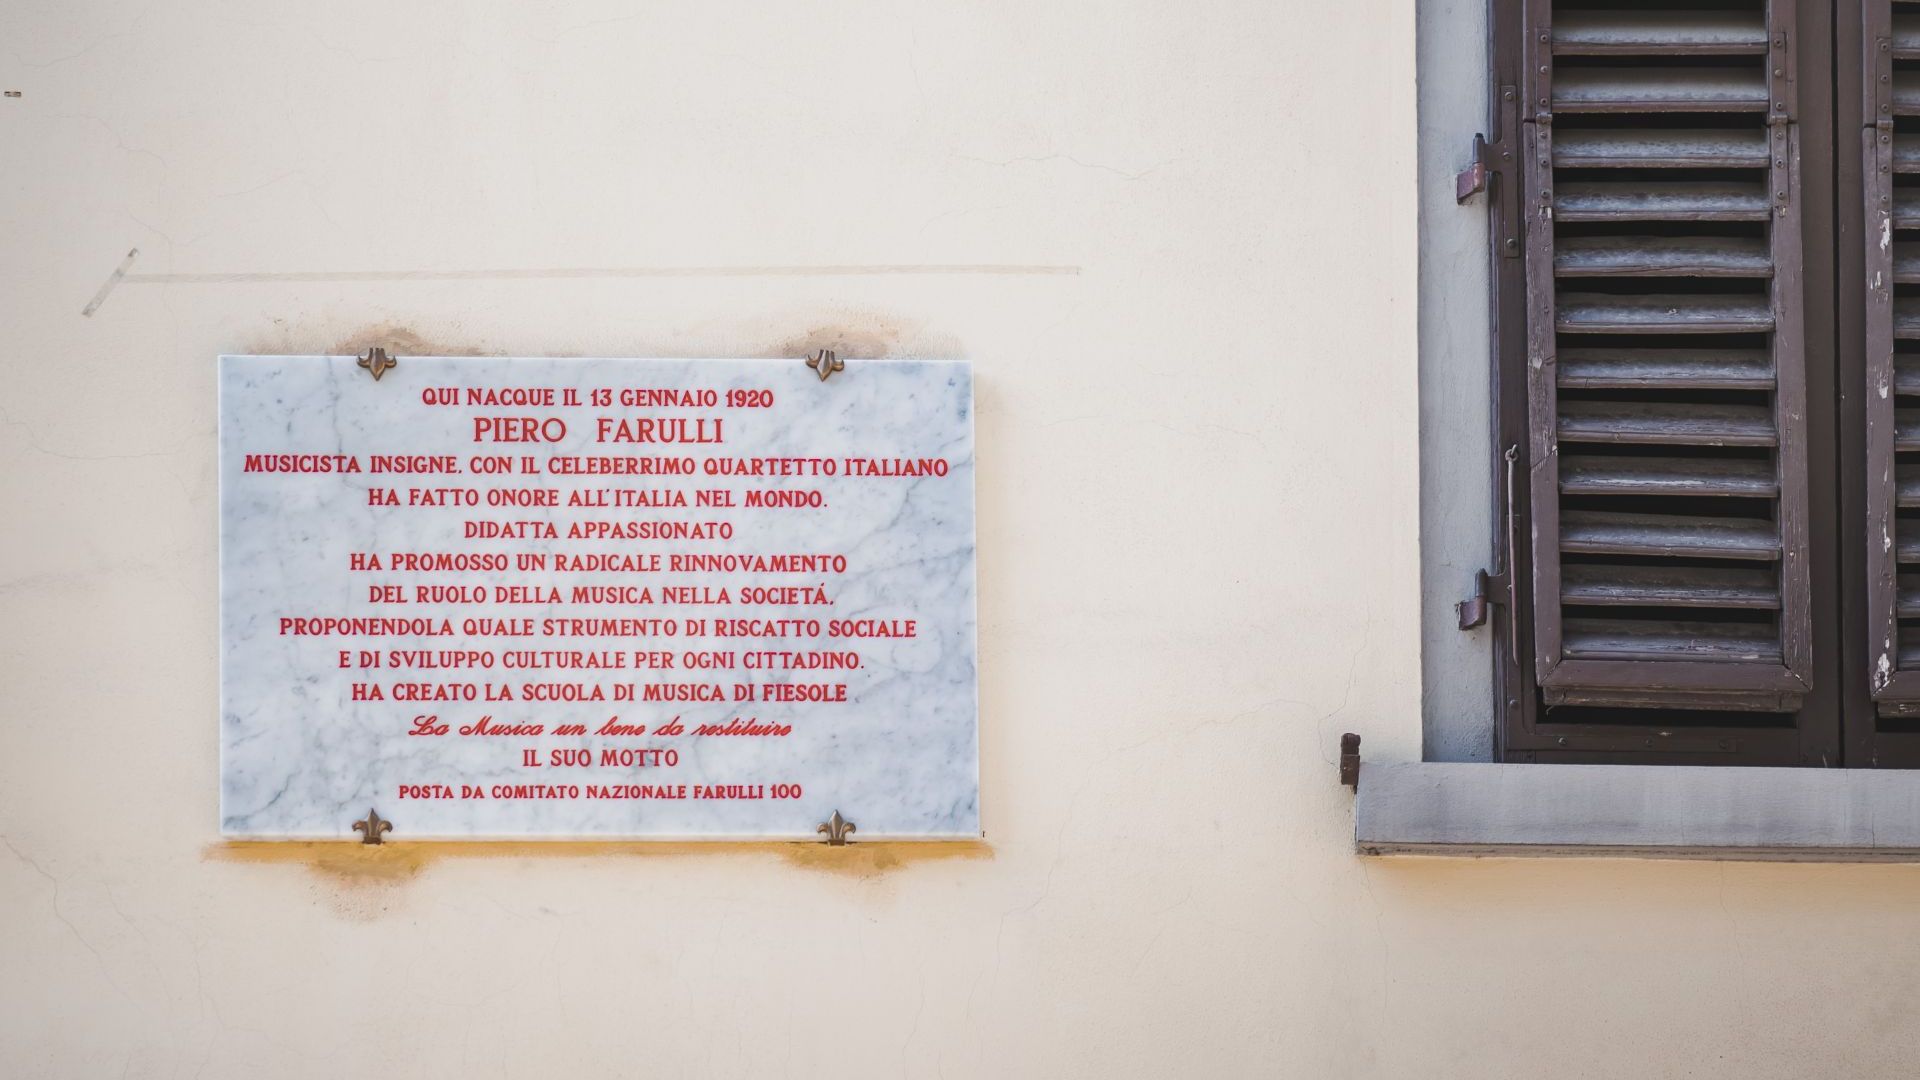 QUI NACQUE IL 13 GENNAIO 1920
PIERO FARULLI
MUSICISTA INSIGNE. CON IL CELEBERRIMO QUARTETTO ITALIANO
HA FATTO ONORE ALL'ITALIA NEL MONDO.
DIDATTA APPASSIONATO
HA PROMOSSO UN RADICALE RINNOVAMENTO
DEL RUOLO DELLA MUSICA NELLA SOCIETÁ,
PROPONENDOLA QUALE STRUMENTO DI RISCATTO SOCIALE
E DI SVILUPPO CULTURALE PER OGNI CITTADINO.
HA CREATO LA SCUOLA DI MUSICA DI FIESOLE
La Musica un bene da restituire
IL SUO MOTTO
POSTA DA COMITATO NAZIONALE FARULLI 100